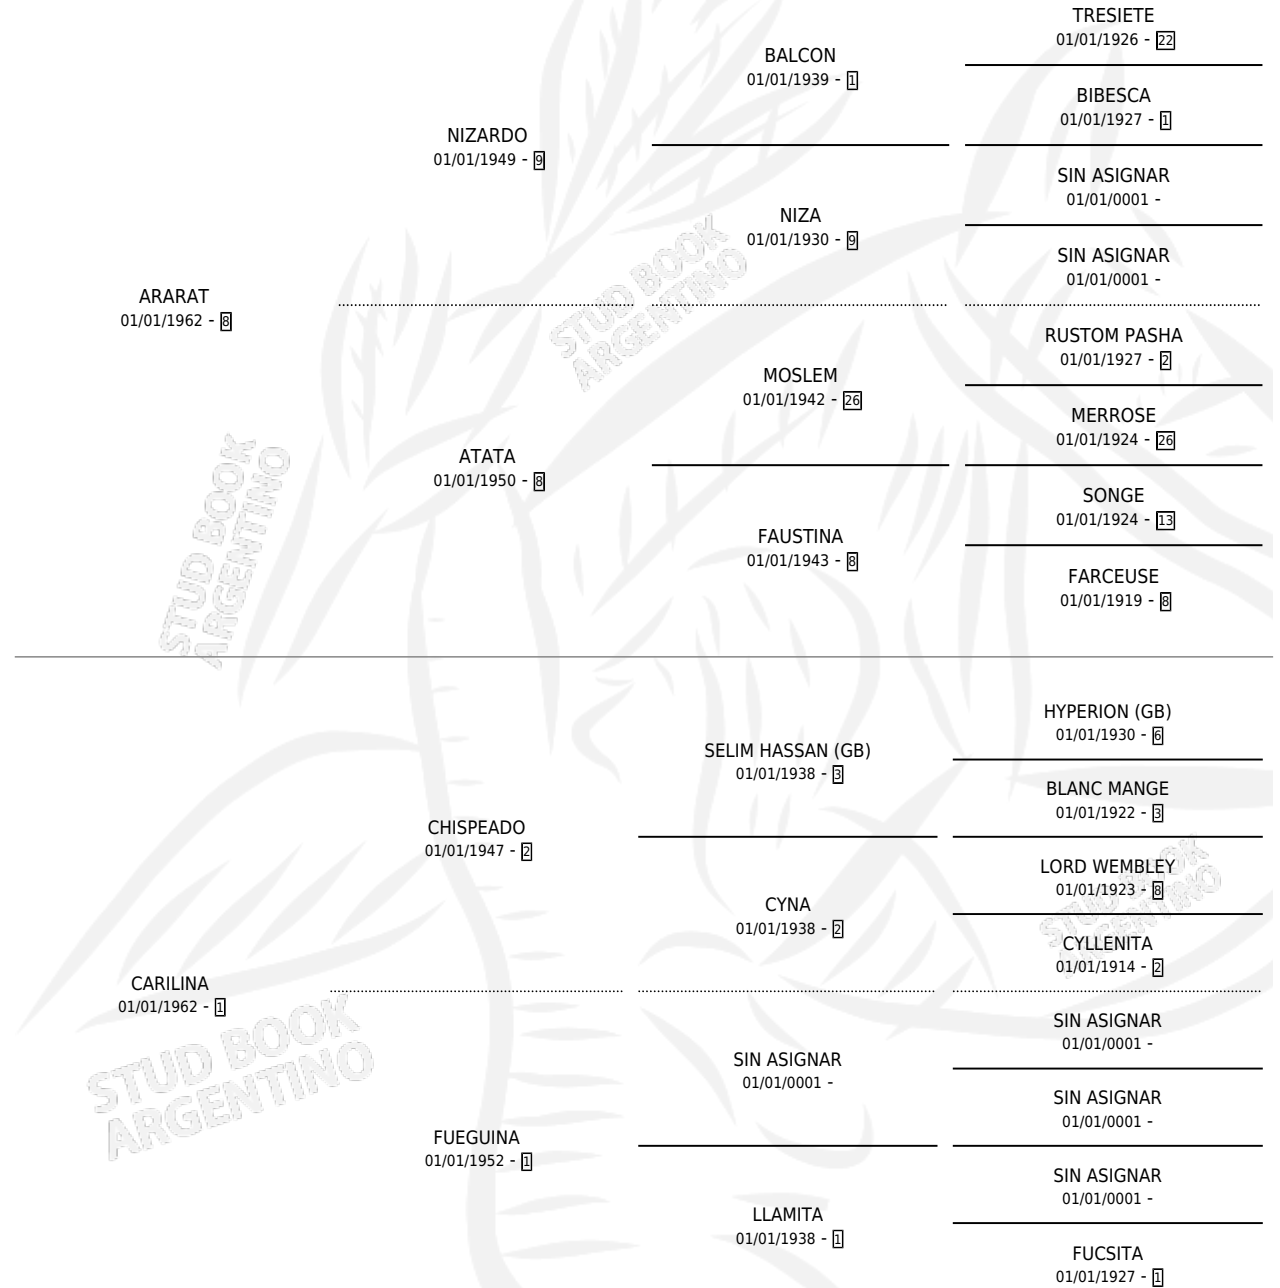 TRESIETE
01/01/1926 - 22
BALCON
01/01/1939 - 1
BIBESCA
01/01/1927 - 1
NIZARDO
01/01/1949 - 9
SIN ASIGNAR
01/01/0001 -
NIZA
01/01/1930 - 9
SIN ASIGNAR
01/01/0001 -
STUD BOOK
ARGENTINO
ARARAT
01/01/1962 - 8
RUSTOM PASHA
01/01/1927 - 2
MOSLEM
01/01/1942 - 26
MERROSE
01/01/1924 - 26
ATATA
01/01/1950 - 8
SONGE
01/01/1924 - 13
FAUSTINA
01/01/1943 - 8
FARCEUSE
01/01/1919 - 8
STUD BOOK
ARGENTINO
HYPERION (GB)
01/01/1930 - 6
SELIM HASSAN (GB)
01/01/1938 - 3
BLANC MANGE
01/01/1922 - 3
CHISPEADO
01/01/1947 - 2
LORD WEMBLEY
01/01/1923 - 8
CYNA
01/01/1938 - 2
CYLLENITA
01/01/1914 - 2
STUD BOOK
ARGENTINO
CARILINA
01/01/1962 - 1
SIN ASIGNAR
01/01/0001 -
SIN ASIGNAR
01/01/0001 -
SIN ASIGNAR
01/01/0001 -
STUD BOOK
ARGENTINO
FUEGUINA
01/01/1952 - 1
SIN ASIGNAR
01/01/0001 -
LLAMITA
01/01/1938 - 1
FUCSITA
01/01/1927 - 1